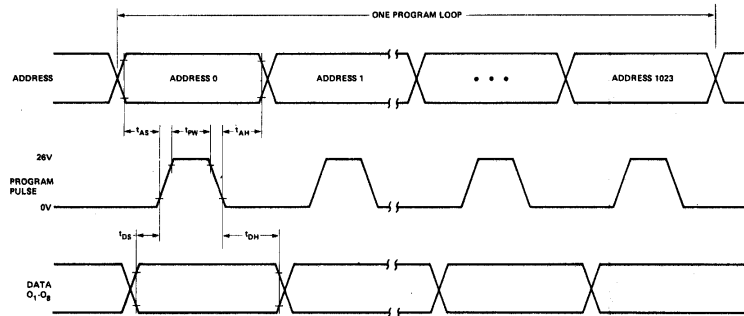 ONE PROGRAM LOOP
ADDRESS
ADDRESS 0
ADDRESS 1
• • •
ADDRESS 1023
tAS
tPW
tAH
26V
PROGRAM
PULSE
0V
tDS
tDH
DATA
O1-O8